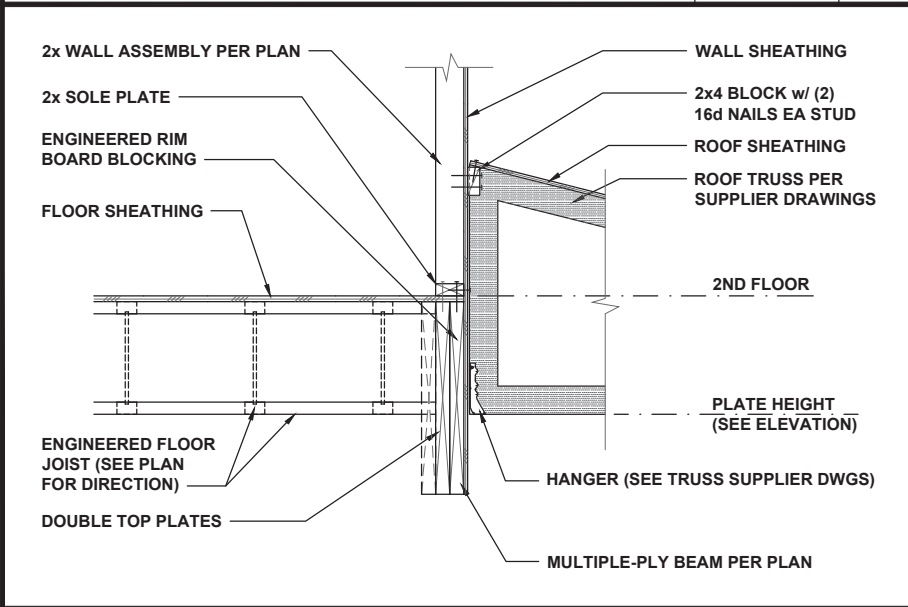 2x WALL ASSEMBLY PER PLAN
2x SOLE PLATE
ENGINEERED RIM
BOARD BLOCKING
FLOOR SHEATHING
ENGINEERED FLOOR
JOIST (SEE PLAN
FOR DIRECTION)
DOUBLE TOP PLATES
WALL SHEATHING
2x4 BLOCK w/ (2)
16d NAILS EA STUD
ROOF SHEATHING
ROOF TRUSS PER
SUPPLIER DRAWINGS
2ND FLOOR
PLATE HEIGHT
(SEE ELEVATION)
HANGER (SEE TRUSS SUPPLIER DWGS)
MULTIPLE-PLY BEAM PER PLAN